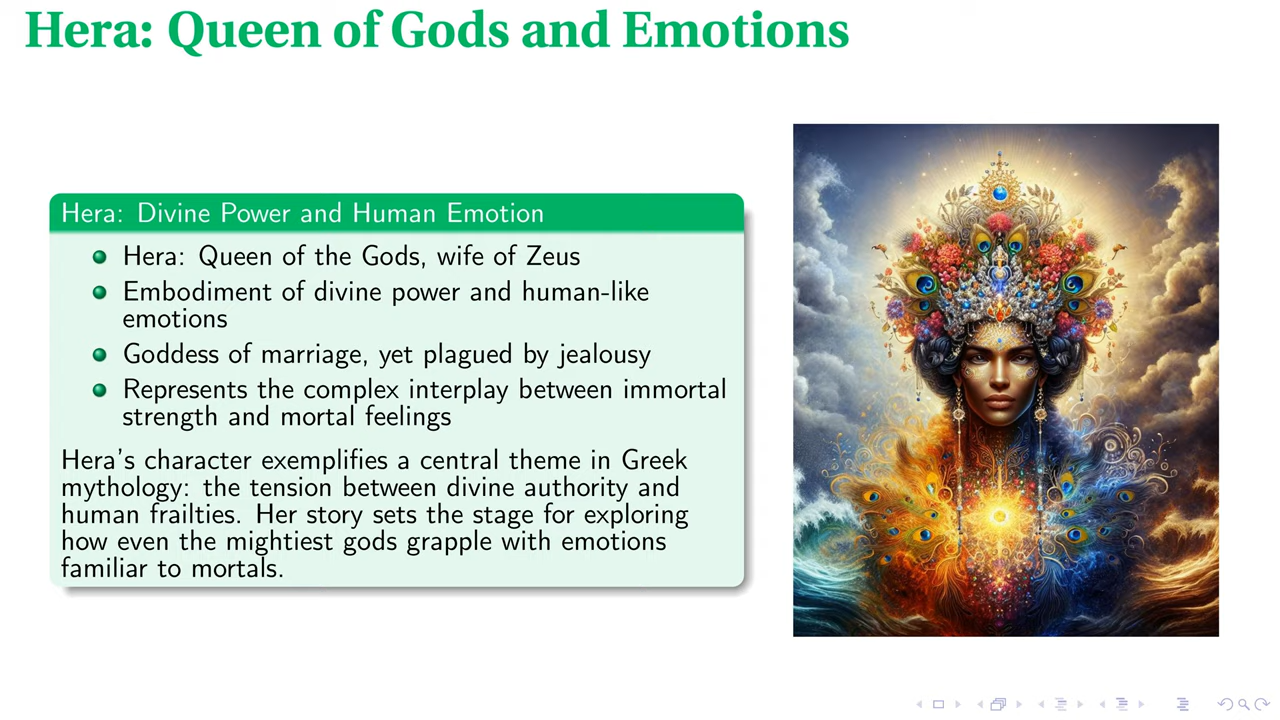 Hera: Queen of Gods and Emotions
Hera: Divine Power and Human Emotion
Hera: Queen of the Gods, wife of Zeus
Embodiment of divine power and human-like
emotions
Goddess of marriage, yet plagued by jealousy
Represents the complex interplay between immortal
strength and mortal feelings
Hera's character exemplifies a central theme in Greek
mythology: the tension between divine authority and
human frailties. Her story sets the stage for exploring
how even the mightiest gods grapple with emotions
familiar to mortals.